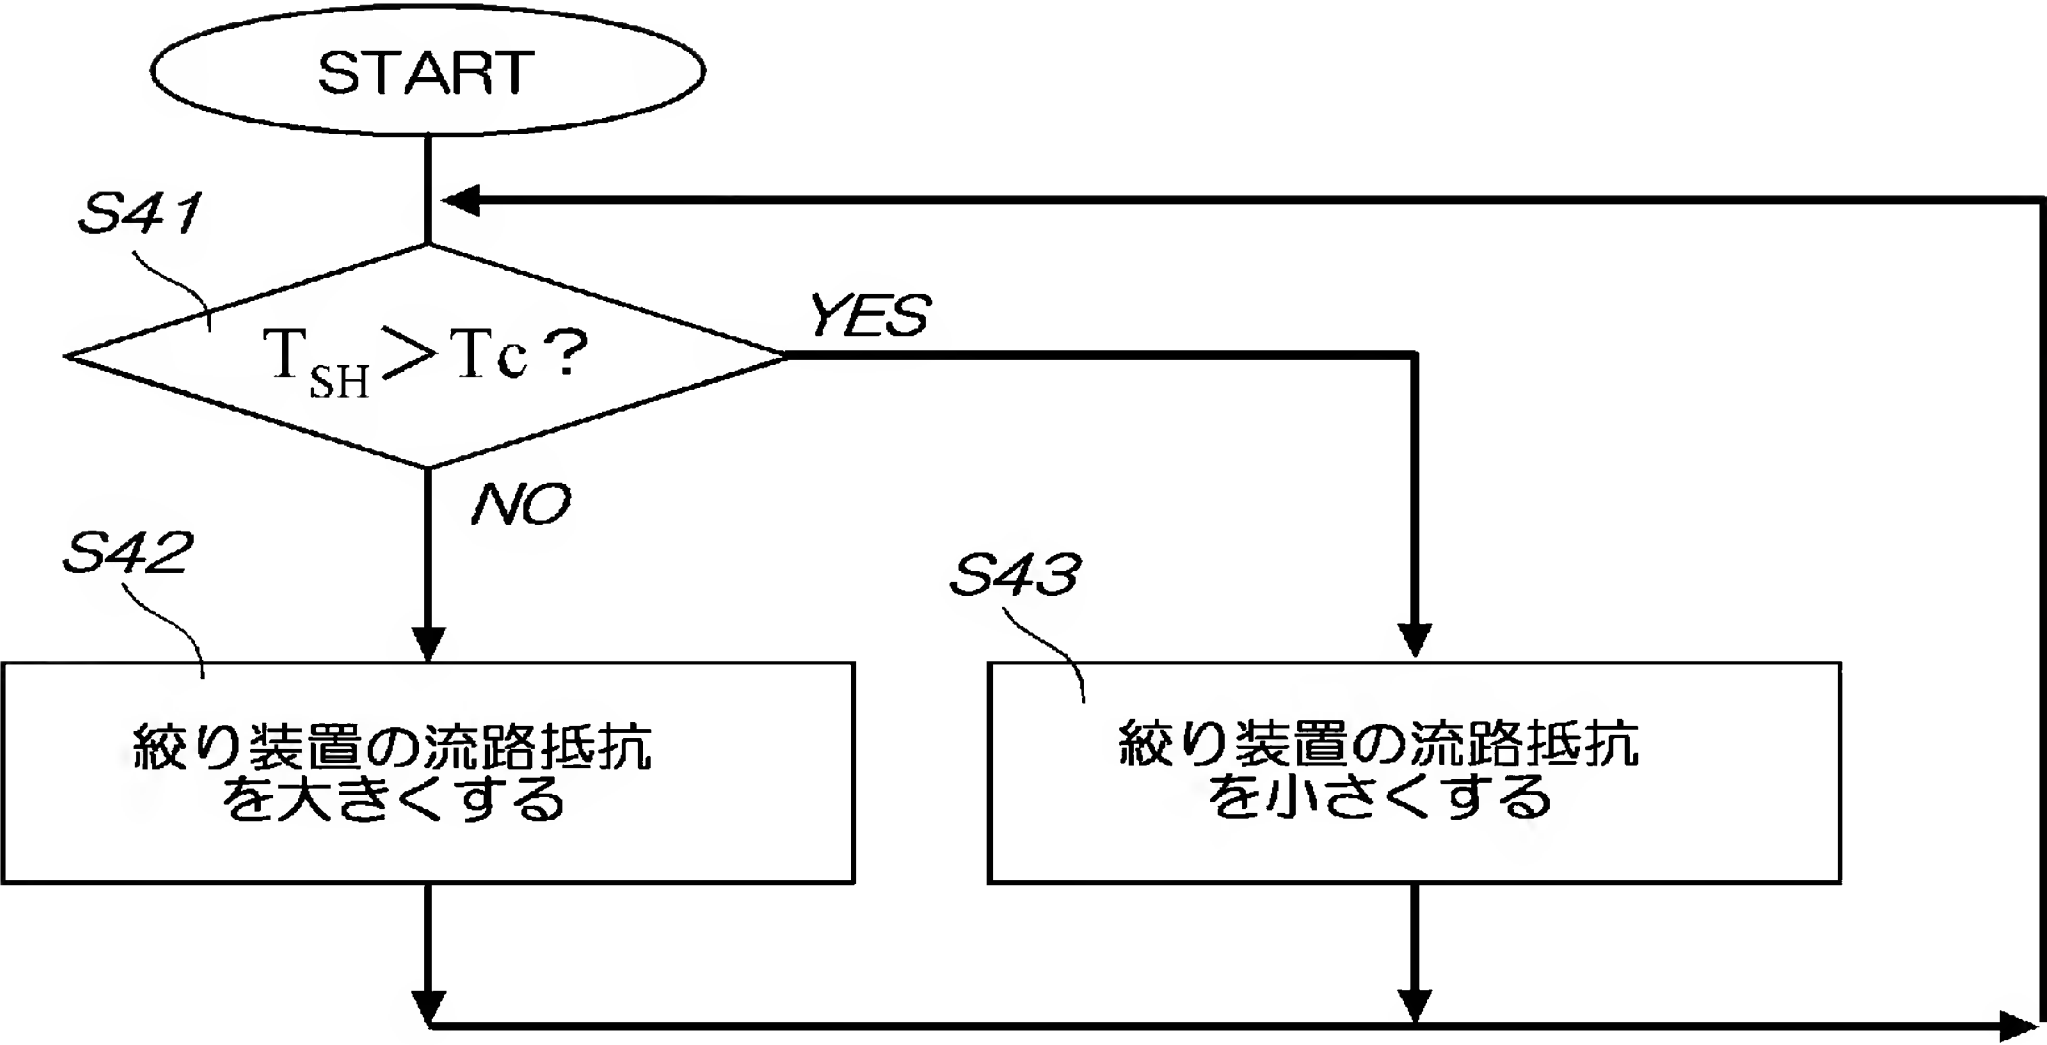 START
S41
T_SH＞Tc？
YES
NO
S42
S43
絞り装置の流路抵抗
を大きくする
絞り装置の流路抵抗
を小さくする